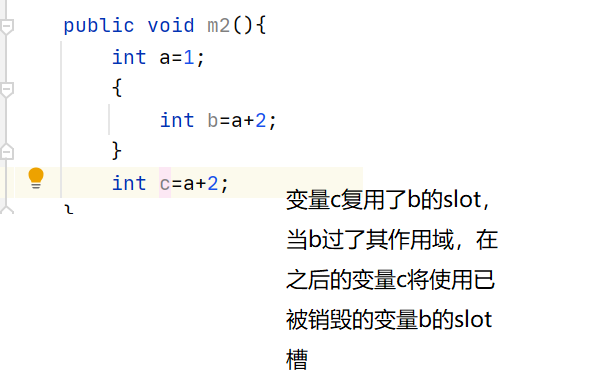 public void m2(){
int a=1;
{
int b=a+2;
}
int c=a+2;
}
变量c复用了b的slot，
当b过了其作用域，在
之后的变量c将使用已
被销毁的变量b的slot
槽